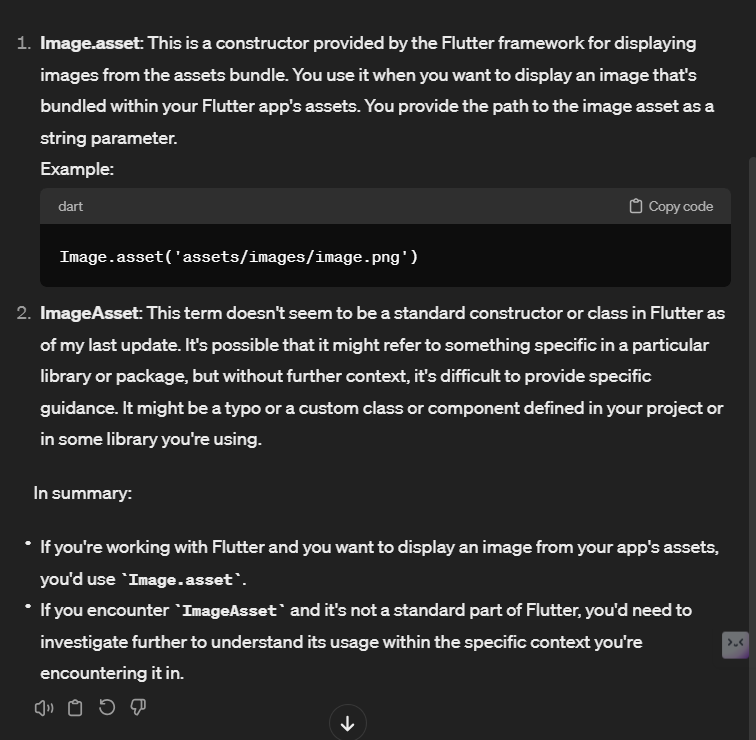 1. Image.asset: This is a constructor provided by the Flutter framework for displaying
images from the assets bundle. You use it when you want to display an image that's
bundled within your Flutter app's assets. You provide the path to the image asset as a
string parameter.
Example:
dart Copy code
Image.asset('assets/images/image.png')
2. ImageAsset: This term doesn't seem to be a standard constructor or class in Flutter as
of my last update. It's possible that it might refer to something specific in a particular
library or package, but without further context, it's difficult to provide specific
guidance. It might be a typo or a custom class or component defined in your project or
in some library you're using.
In summary:
• If you're working with Flutter and you want to display an image from your app's assets,
you'd use `Image.asset`.
• If you encounter `ImageAsset` and it's not a standard part of Flutter, you'd need to
investigate further to understand its usage within the specific context you're
encountering it in.